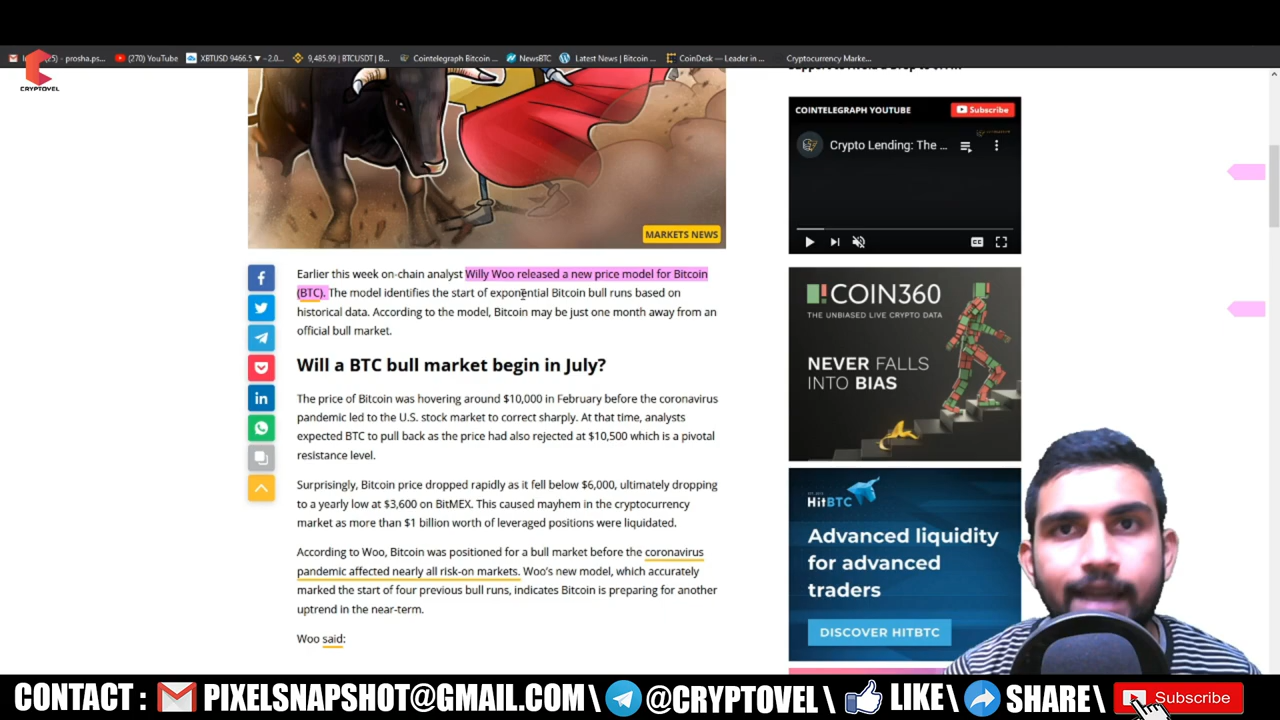 - prosha.ps...
(270) YouTube
XBTUSD 9466.5 ▼ −2.0...
9,485.99 | BTCUSDT | B...
Cointelegraph Bitcoin ...
NewsBTC
Latest News | Bitcoin ...
CoinDesk — Leader in ...
Cryptocurrency Marke...
CRYPTOVEL
MARKETS NEWS
Earlier this week on-chain analyst Willy Woo released a new price model for Bitcoin
(BTC). The model identifies the start of exponential Bitcoin bull runs based on
historical data. According to the model, Bitcoin may be just one month away from an
official bull market.
Will a BTC bull market begin in July?
The price of Bitcoin was hovering around $10,000 in February before the coronavirus
pandemic led to the U.S. stock market to correct sharply. At that time, analysts
expected BTC to pull back as the price had also rejected at $10,500 which is a pivotal
resistance level.
Surprisingly, Bitcoin price dropped rapidly as it fell below $6,000, ultimately dropping
to a yearly low at $3,600 on BitMEX. This caused mayhem in the cryptocurrency
market as more than $1 billion worth of leveraged positions were liquidated.
According to Woo, Bitcoin was positioned for a bull market before the coronavirus
pandemic affected nearly all risk-on markets. Woo's new model, which accurately
marked the start of four previous bull runs, indicates Bitcoin is preparing for another
uptrend in the near-term.
Woo said:
COINTELEGRAPH YOUTUBE
Subscribe
Crypto Lending: The ...
CC
COIN360
THE UNBIASED LIVE CRYPTO DATA
NEVER FALLS
INTO BIAS
HitBTC
Advanced liquidity
for advanced
traders
DISCOVER HITBTC
CONTACT : PIXELSNAPSHOT@GMAIL.COM \ @CRYPTOVEL \ LIKE \ SHARE \ Subscribe